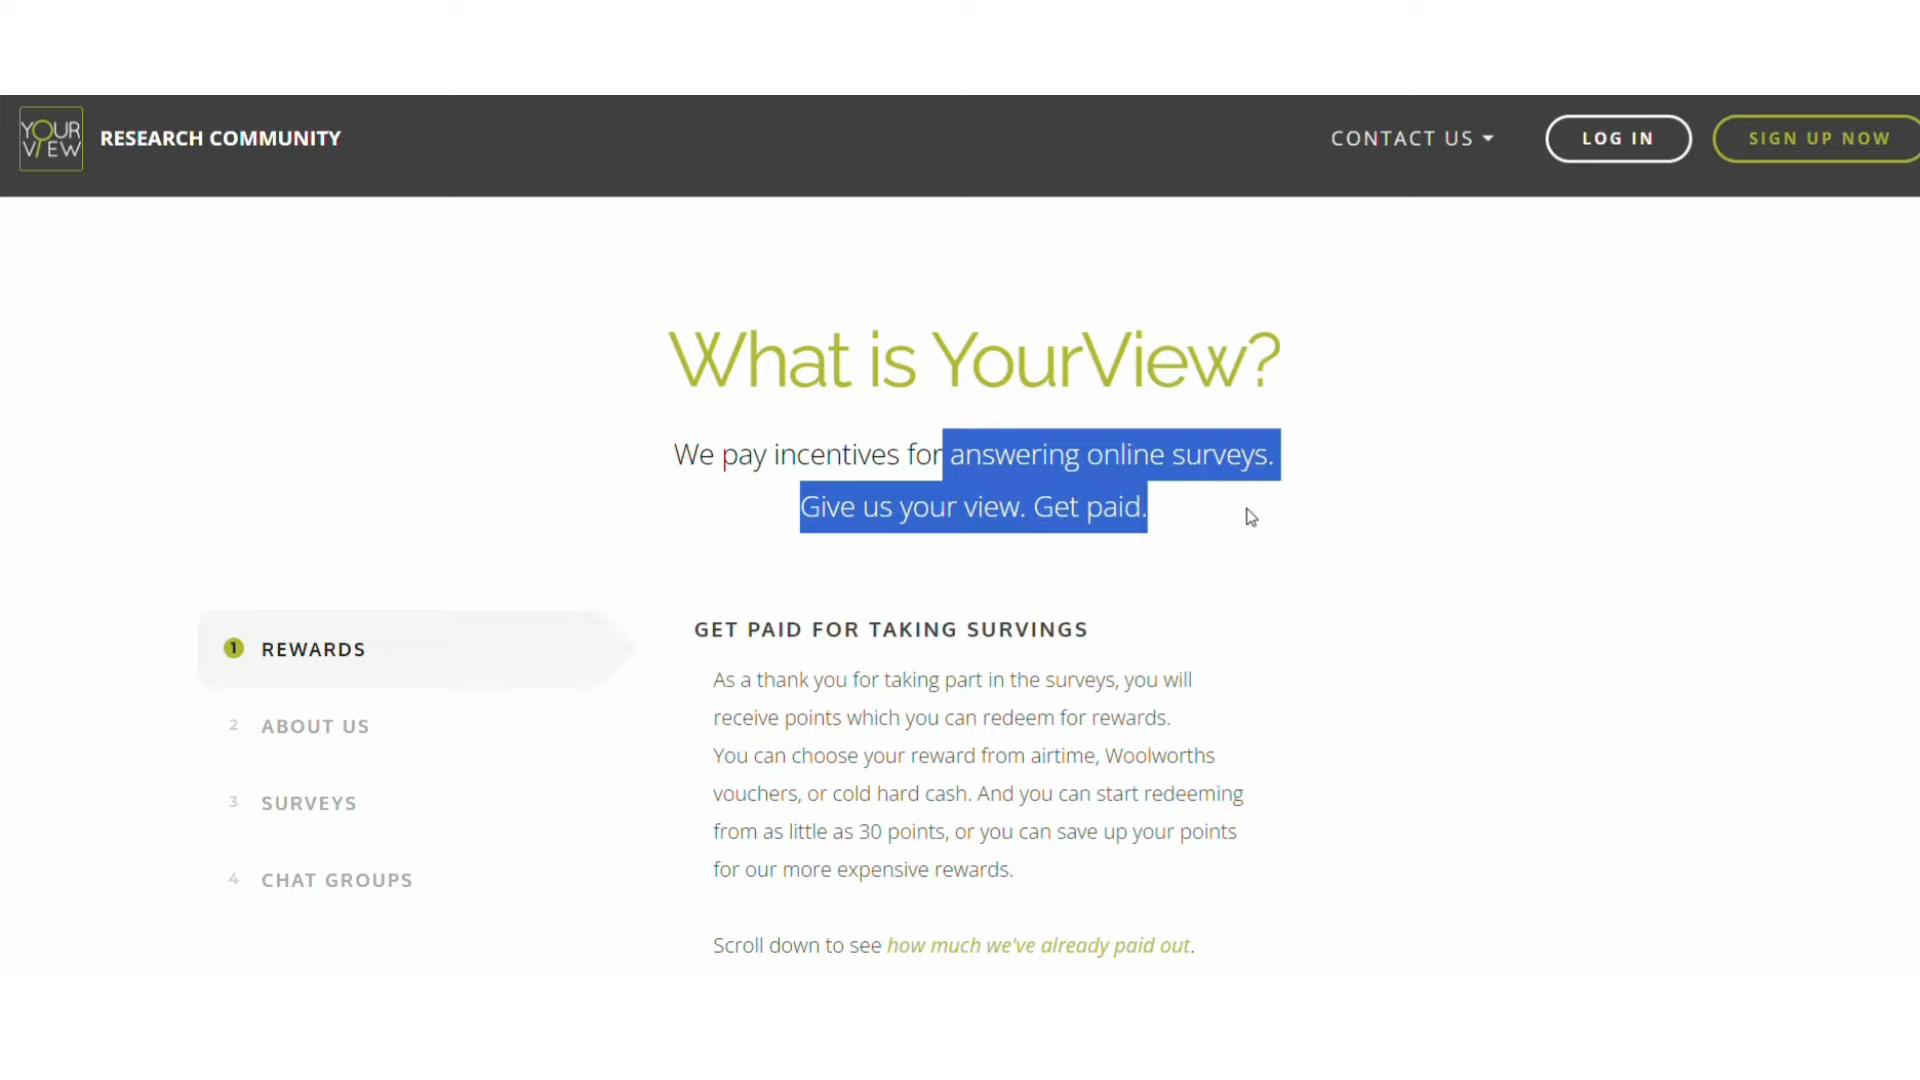 YOUR
VIEW
RESEARCH COMMUNITY
CONTACT US
LOG IN
SIGN UP NOW
What is YourView?
We pay incentives for answering online surveys.
Give us your view. Get paid.
1 REWARDS
2 ABOUT US
3 SURVEYS
4 CHAT GROUPS
GET PAID FOR TAKING SURVINGS
As a thank you for taking part in the surveys, you will
receive points which you can redeem for rewards.
You can choose your reward from airtime, Woolworths
vouchers, or cold hard cash. And you can start redeeming
from as little as 30 points, or you can save up your points
for our more expensive rewards.
Scroll down to see how much we've already paid out.